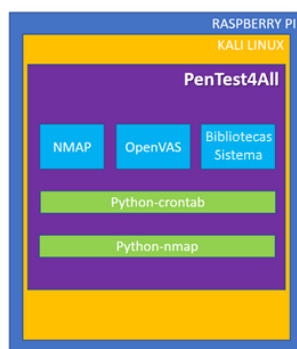 RASPBERRY PI
KALI LINUX
PenTest4All
NMAP
OpenVAS
Bibliotecas
Sistema
Python-crontab
Python-nmap